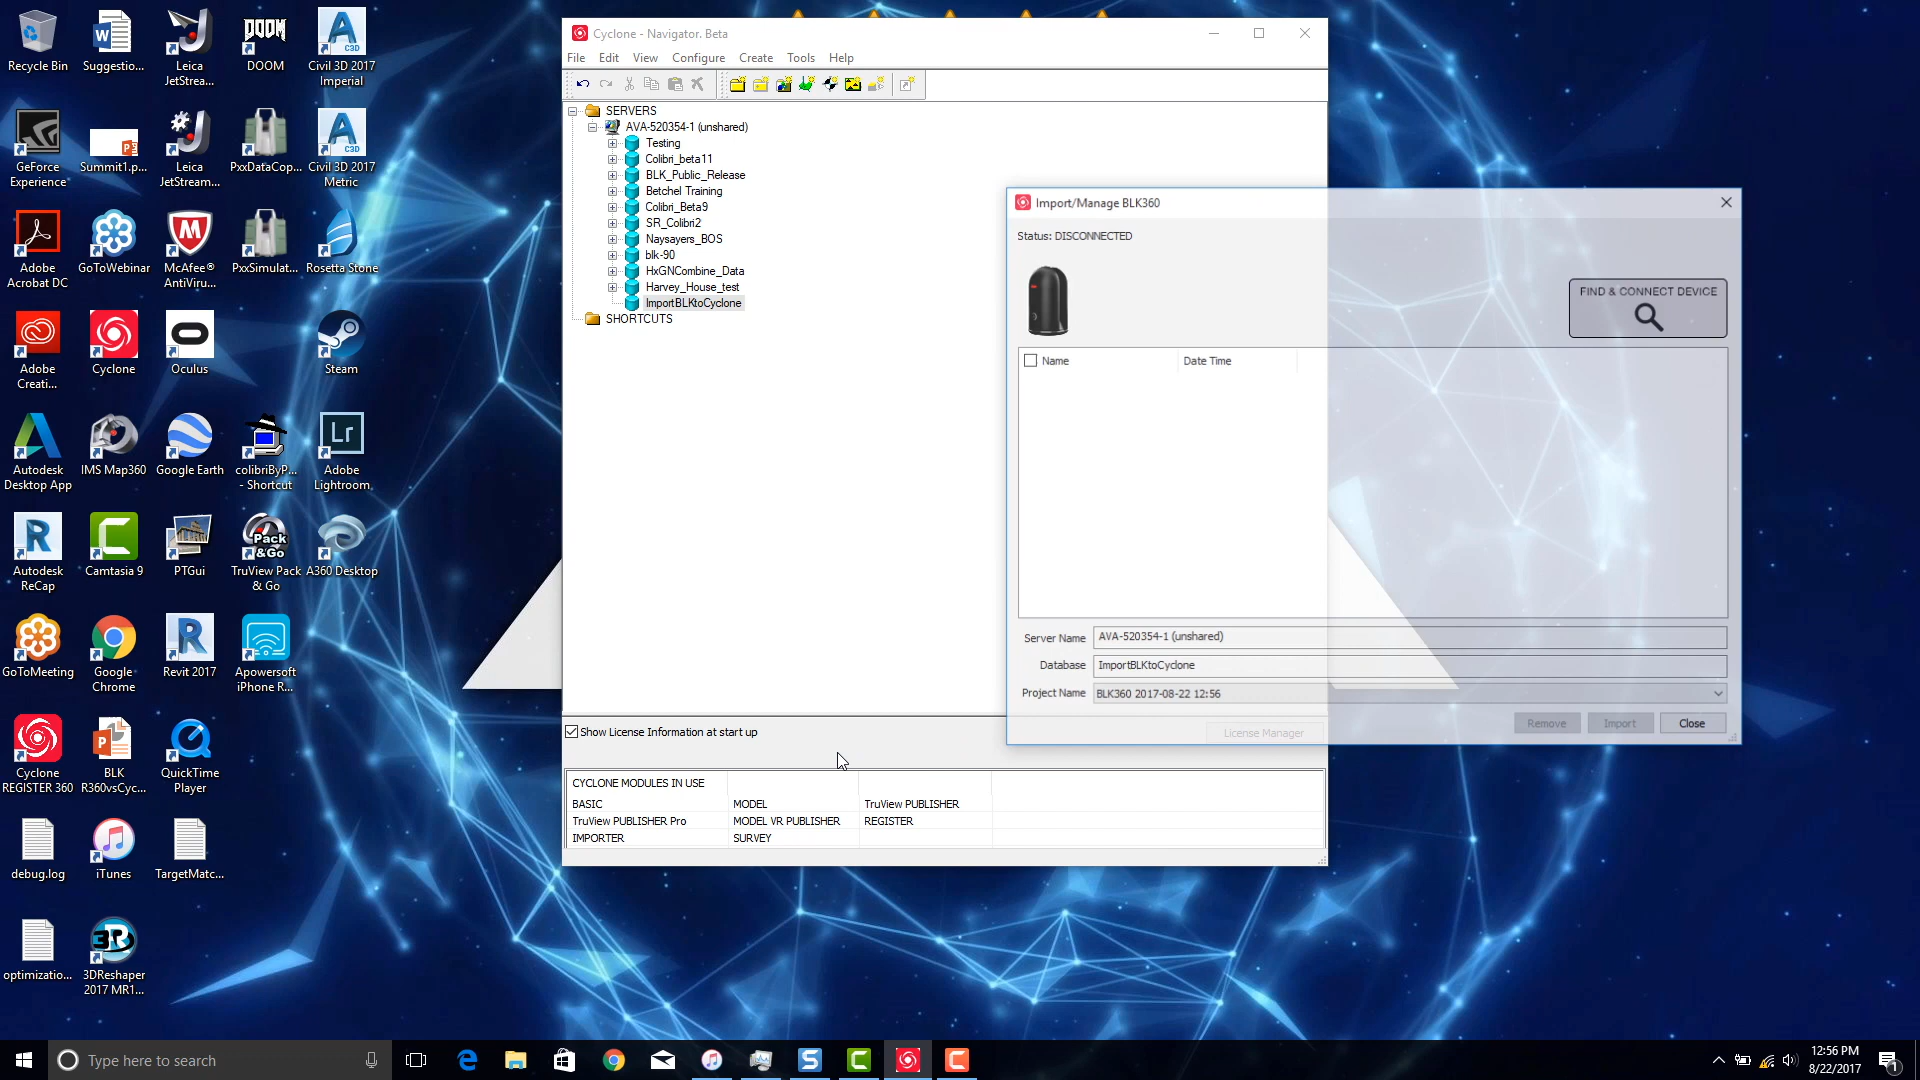 Recycle Bin
Suggestio...
Leica
JetStrea...
DOOM
Civil 3D 2017
Imperial
GeForce
Experience
Summit1.p...
Leica
JetStream...
PxxDataCop...
Civil 3D 2017
Metric
Adobe
Acrobat DC
GoToWebinar
McAfee®
AntiViru...
PxxSimulat...
Rosetta Stone
Adobe
Creati...
Cyclone
Oculus
Steam
Autodesk
Desktop App
IMS Map360
Google Earth
colibriByP...
- Shortcut
Adobe
Lightroom
Autodesk
ReCap
Camtasia 9
PTGui
TruView Pack
& Go
A360 Desktop
GoToMeeting
Google
Chrome
Revit 2017
Apowersoft
iPhone R...
Cyclone
REGISTER 360
BLK
R360vsCyc...
QuickTime
Player
debug.log
iTunes
TargetMatc...
optimizatio...
3DReshaper
2017 MR1...
Cyclone - Navigator. Beta
File Edit View Configure Create Tools Help
SERVERS
AVA-520354-1 (unshared)
Testing
Colibri_beta11
BLK_Public_Release
Betchel Training
Colibri_Beta9
SR_Colibri2
Naysayers_BOS
blk-90
HxGNCombine_Data
Harvey_House_test
ImportBLKtoCyclone
SHORTCUTS
Show License Information at start up
License Manager
CYCLONE MODULES IN USE
BASIC MODEL TruView PUBLISHER
TruView PUBLISHER Pro MODEL VR PUBLISHER REGISTER
IMPORTER SURVEY
Import/Manage BLK360
Status: DISCONNECTED
FIND & CONNECT DEVICE
Name Date Time
Server Name AVA-520354-1 (unshared)
Database ImportBLKtoCyclone
Project Name BLK360 2017-08-22 12:56
Remove Import Close
Type here to search
12:56 PM
8/22/2017
1